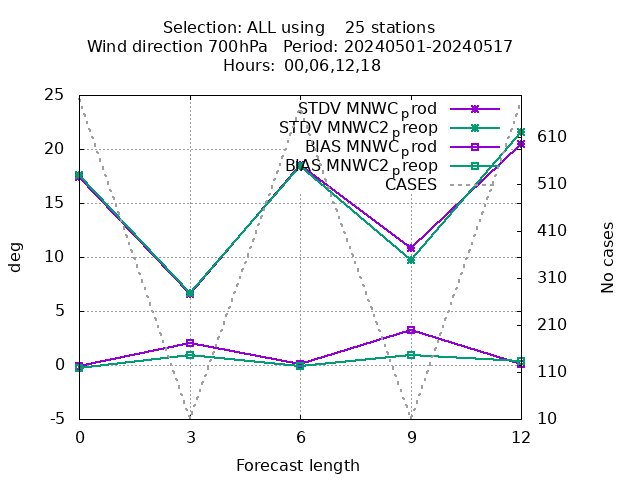 Selection: ALL using    25 stations
Wind direction 700hPa   Period: 20240501-20240517
Hours:  00,06,12,18
STDV MNWC_prod
STDV MNWC2_preop
BIAS MNWC_prod
BIAS MNWC2_preop
CASES
25
20
15
10
5
0
-5
deg
610
510
410
310
210
110
10
No cases
0 3 6 9 12
Forecast length